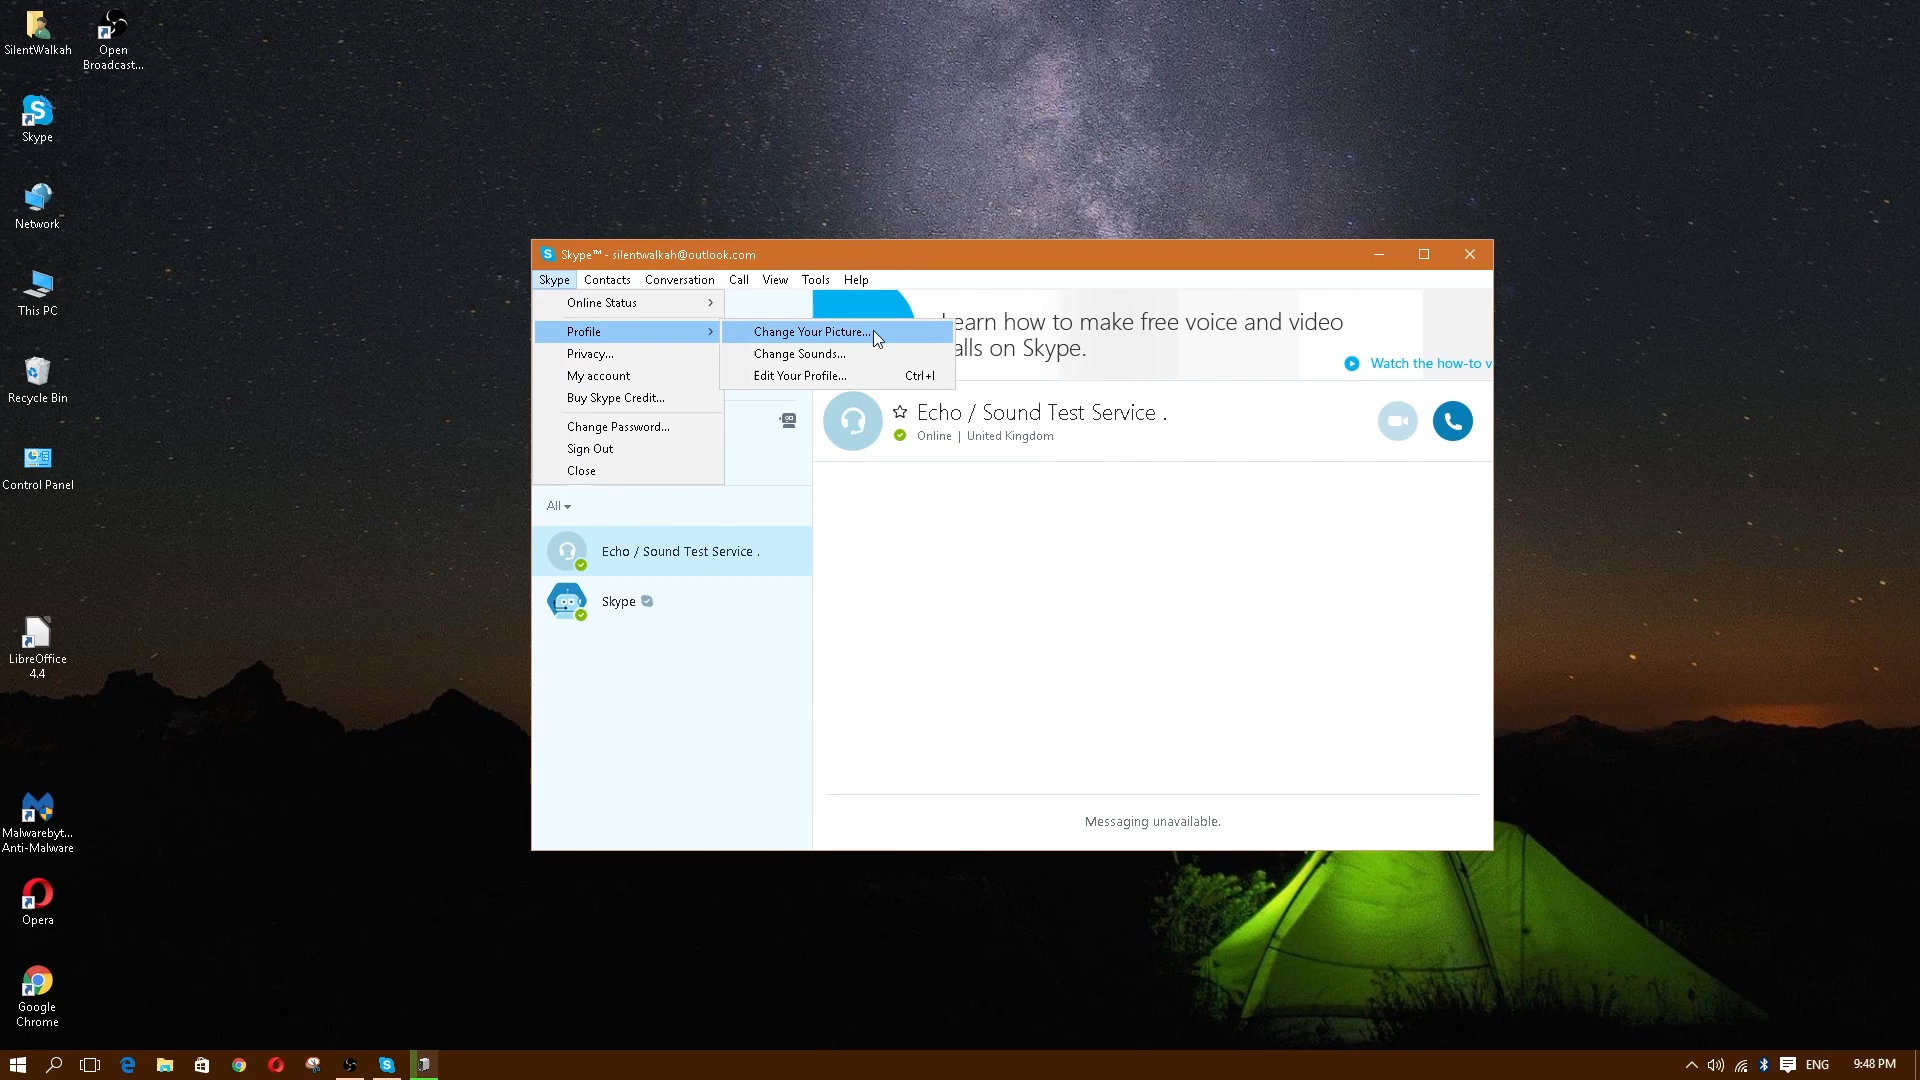 SilentWalkah
Open
Broadcast...
Skype
Network
This PC
Recycle Bin
Control Panel
LibreOffice
4.4
Malwarebyt...
Anti-Malware
Opera
Google
Chrome
Skype™ - silentwalkah@outlook.com
Skype Contacts Conversation Call View Tools Help
Online Status
Profile
Privacy...
My account
Buy Skype Credit...
Change Password...
Sign Out
Close
Change Your Picture...
Change Sounds...
Edit Your Profile... Ctrl+I
Learn how to make free voice and video
alls on Skype.
Watch the how-to v
Echo / Sound Test Service .
Online | United Kingdom
All
Echo / Sound Test Service .
Skype
Messaging unavailable.
ENG 9:48 PM